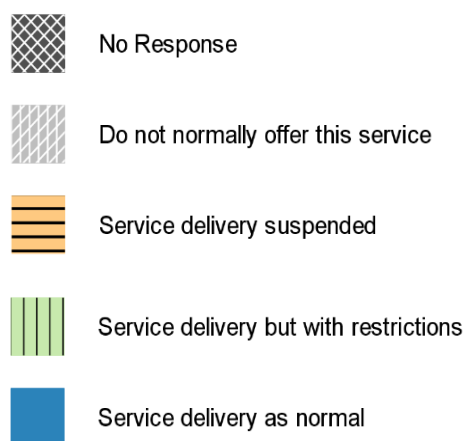 No Response
Do not normally offer this service
Service delivery suspended
Service delivery but with restrictions
Service delivery as normal